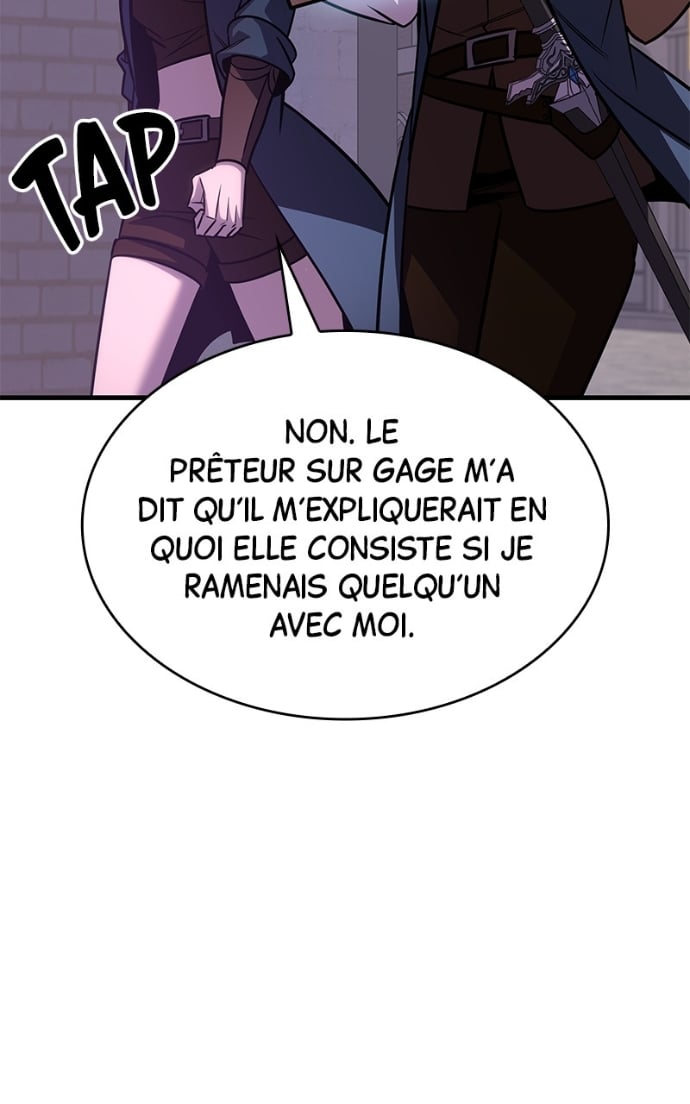 TAP
NON. LE
PRÊTEUR SUR GAGE M'A
DIT QU'IL M'EXPLIQUERAIT EN
QUOI ELLE CONSISTE SI JE
RAMENAIS QUELQU'UN
AVEC MOI.